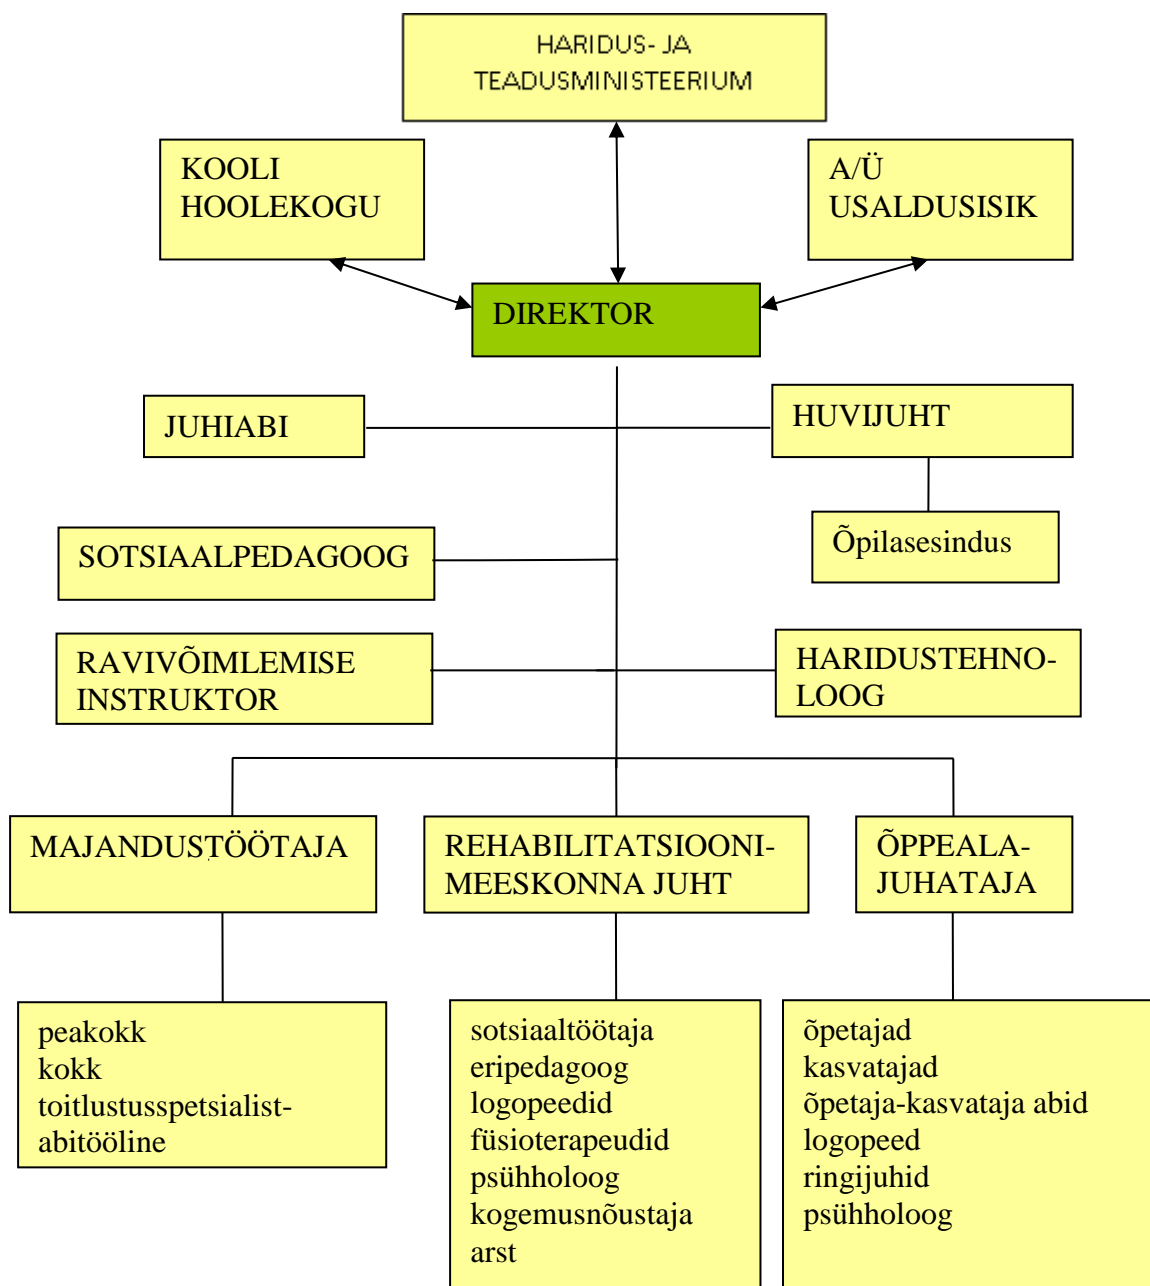 HARIDUS- JA
TEADUSMINISTEERIUM
KOOLI
HOOLEKOGU
A/Ü
USALDUSISIK
DIREKTOR
JUHIABI
HUVIJUHT
Õpilasesindus
SOTSIAALPEDAGOOG
RAVIVÕIMLEMISE
INSTRUKTOR
HARIDUSTEHNO-
LOOG
MAJANDUSTÖÖTAJA
REHABILITATSIOONI-
MEESKONNA JUHT
ÕPPEALA-
JUHATAJA
peakokk
kokk
toitlustusspetsialist-
abitööline
sotsiaaltöötaja
eripedagoog
logopeedid
füsioterapeudid
psühholoog
kogemusnõustaja
arst
õpetajad
kasvatajad
õpetaja-kasvataja abid
logopeed
ringijuhid
psühholoog